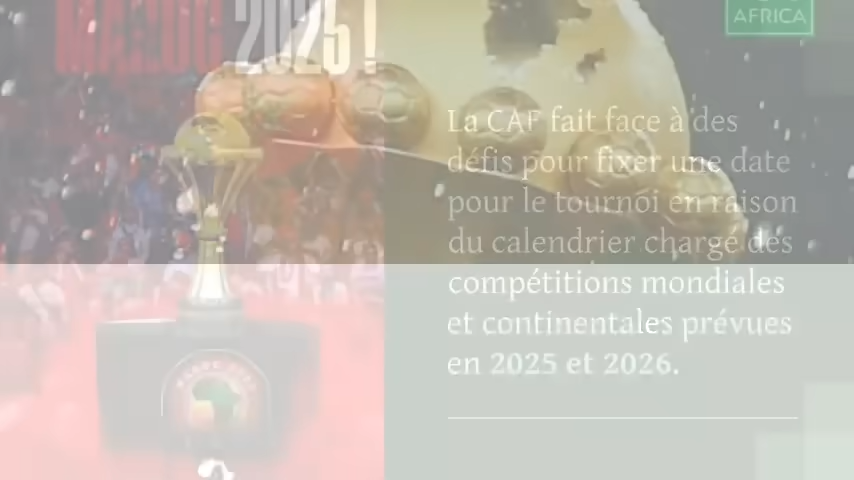 MAROC 2025 !
AFRICA
La CAF fait face à des
défis pour fixer une date
pour le tournoi en raison
du calendrier chargé des
compétitions mondiales
et continentales prévues
en 2025 et 2026.